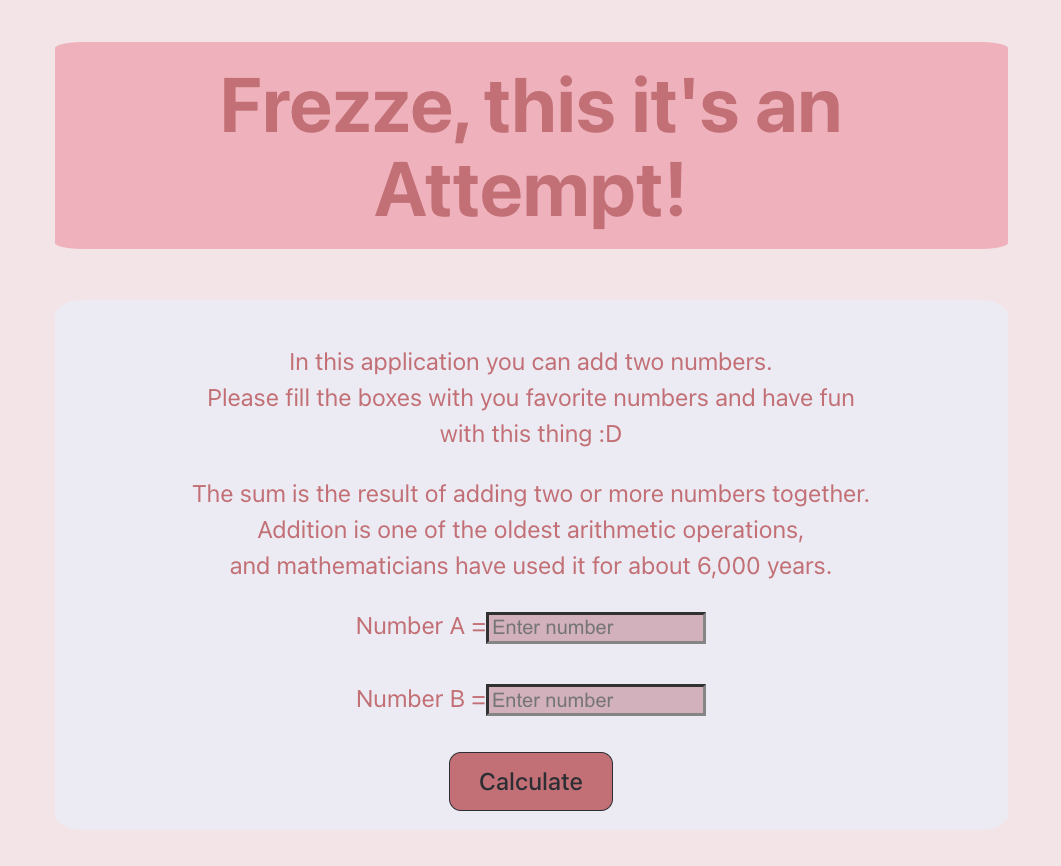 Frezze, this it's an
Attempt!
In this application you can add two numbers.
Please fill the boxes with you favorite numbers and have fun
with this thing :D
The sum is the result of adding two or more numbers together.
Addition is one of the oldest arithmetic operations,
and mathematicians have used it for about 6,000 years.
Number A = Enter number
Number B = Enter number
Calculate